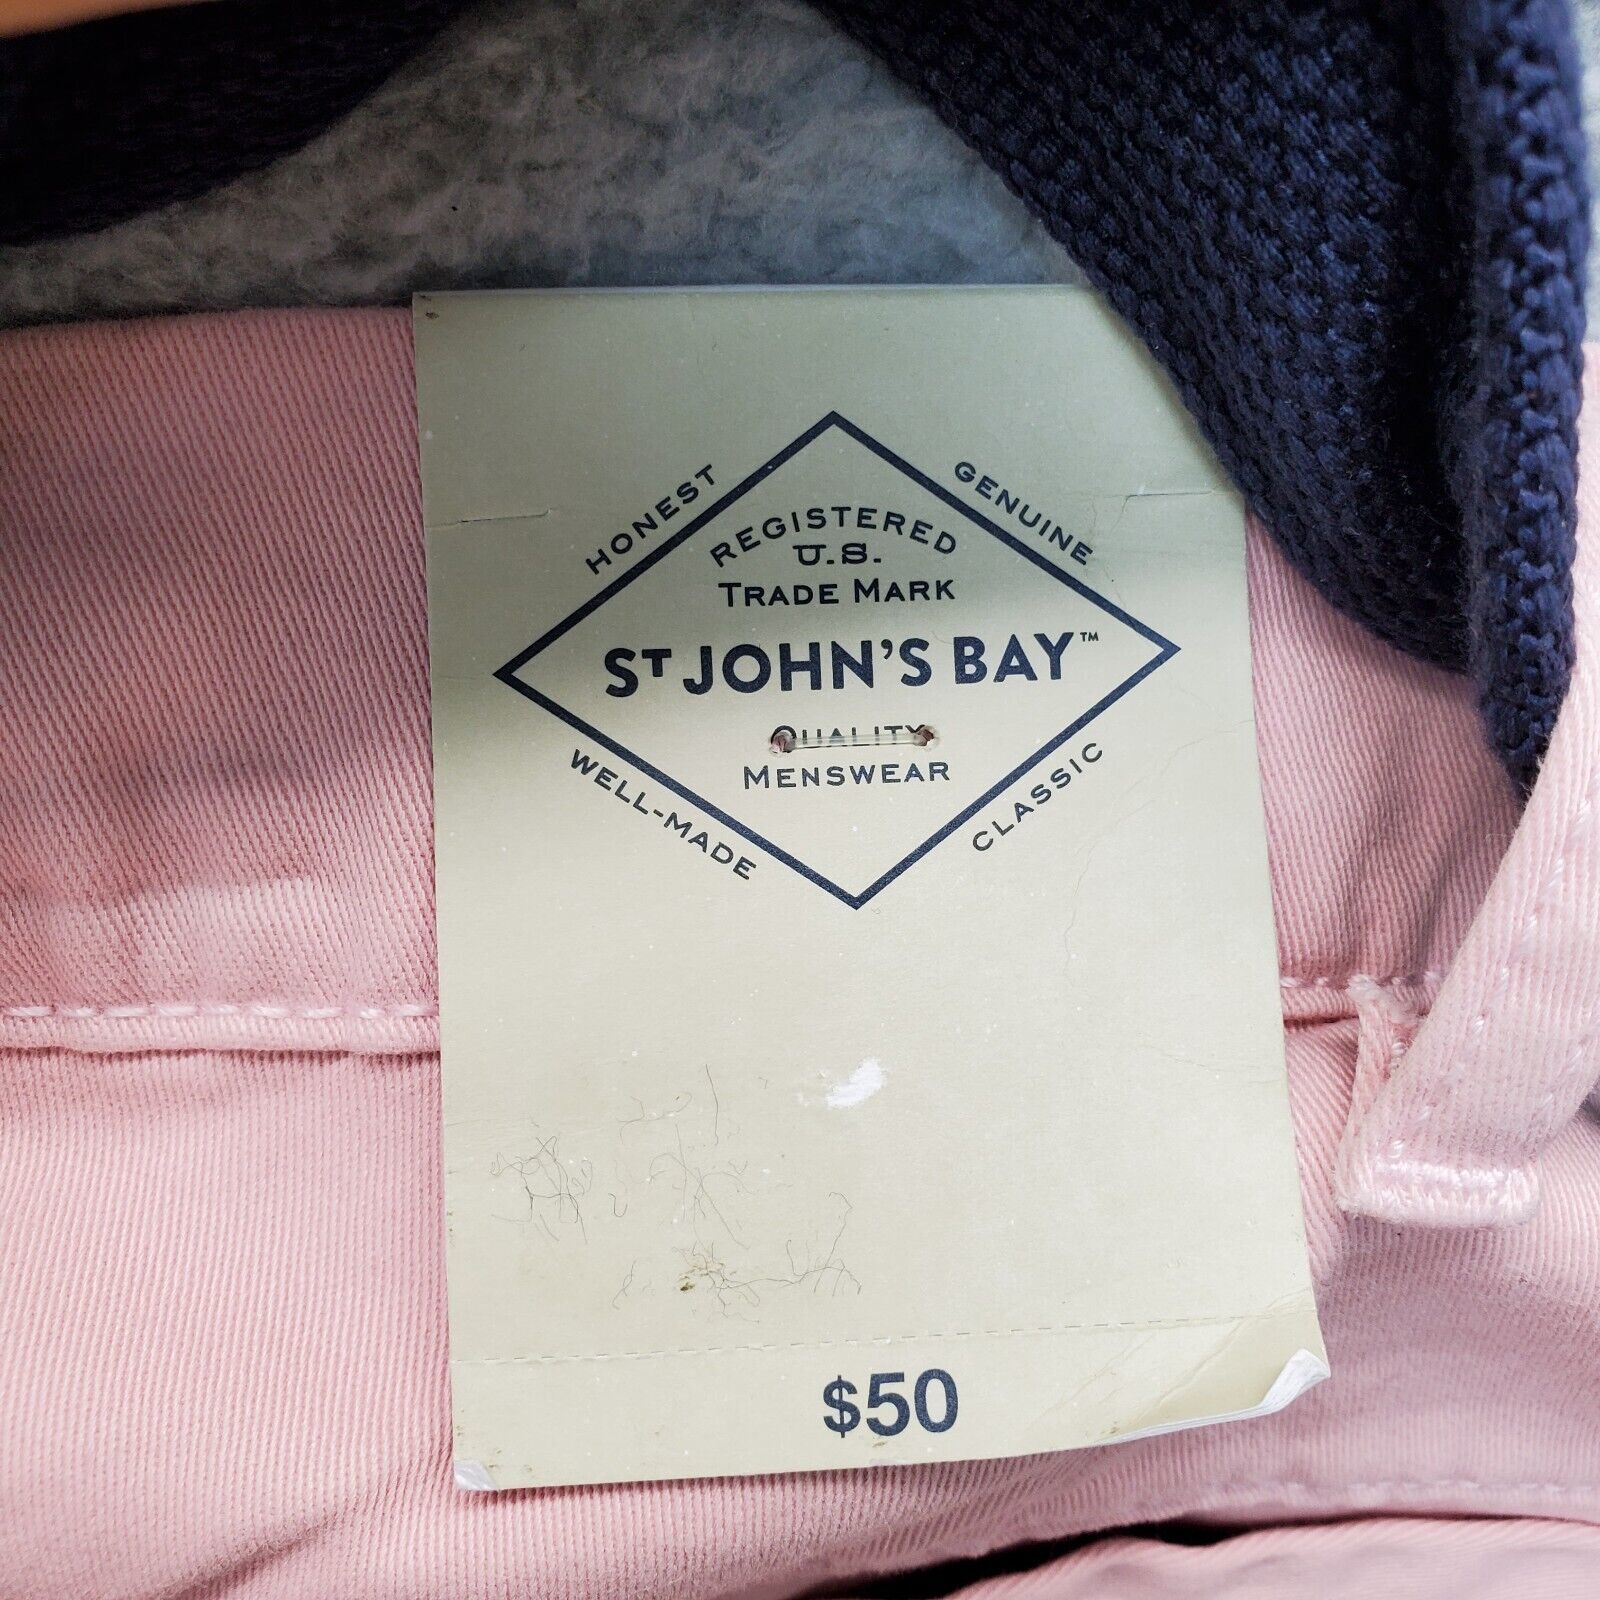 HONEST
GENUINE
REGISTERED
U.S.
TRADE MARK
ST JOHN'S BAY™
QUALITY
MENSWEAR
WELL-MADE
CLASSIC
$50